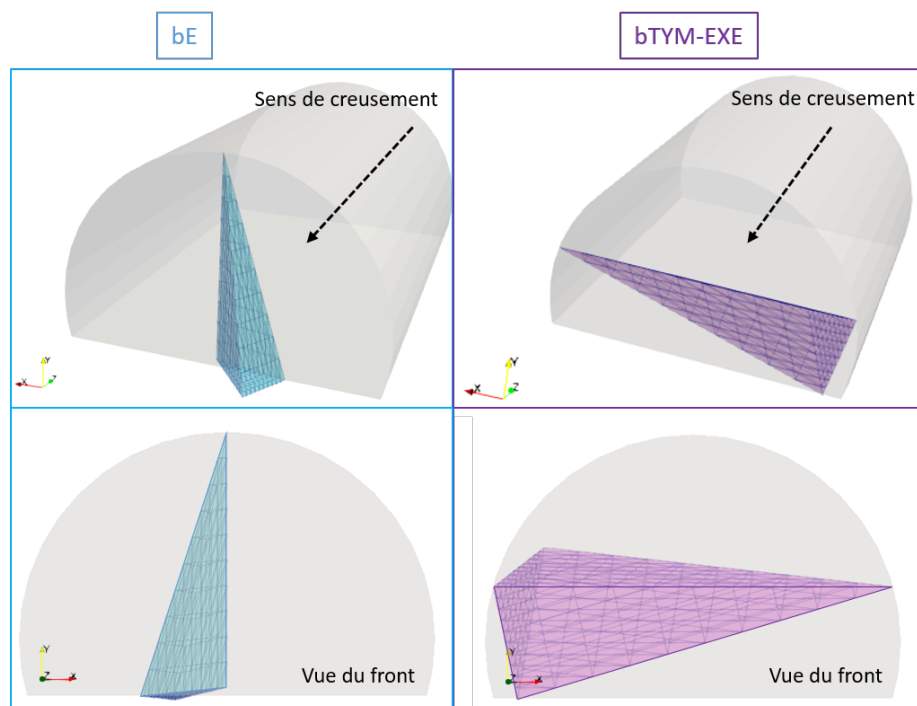 bE
bTYM-EXE
Sens de creusement
Sens de creusement
Y
X
Z
Y
X
Z
Vue du front
Y
Z
X
Vue du front
Y
Z
X